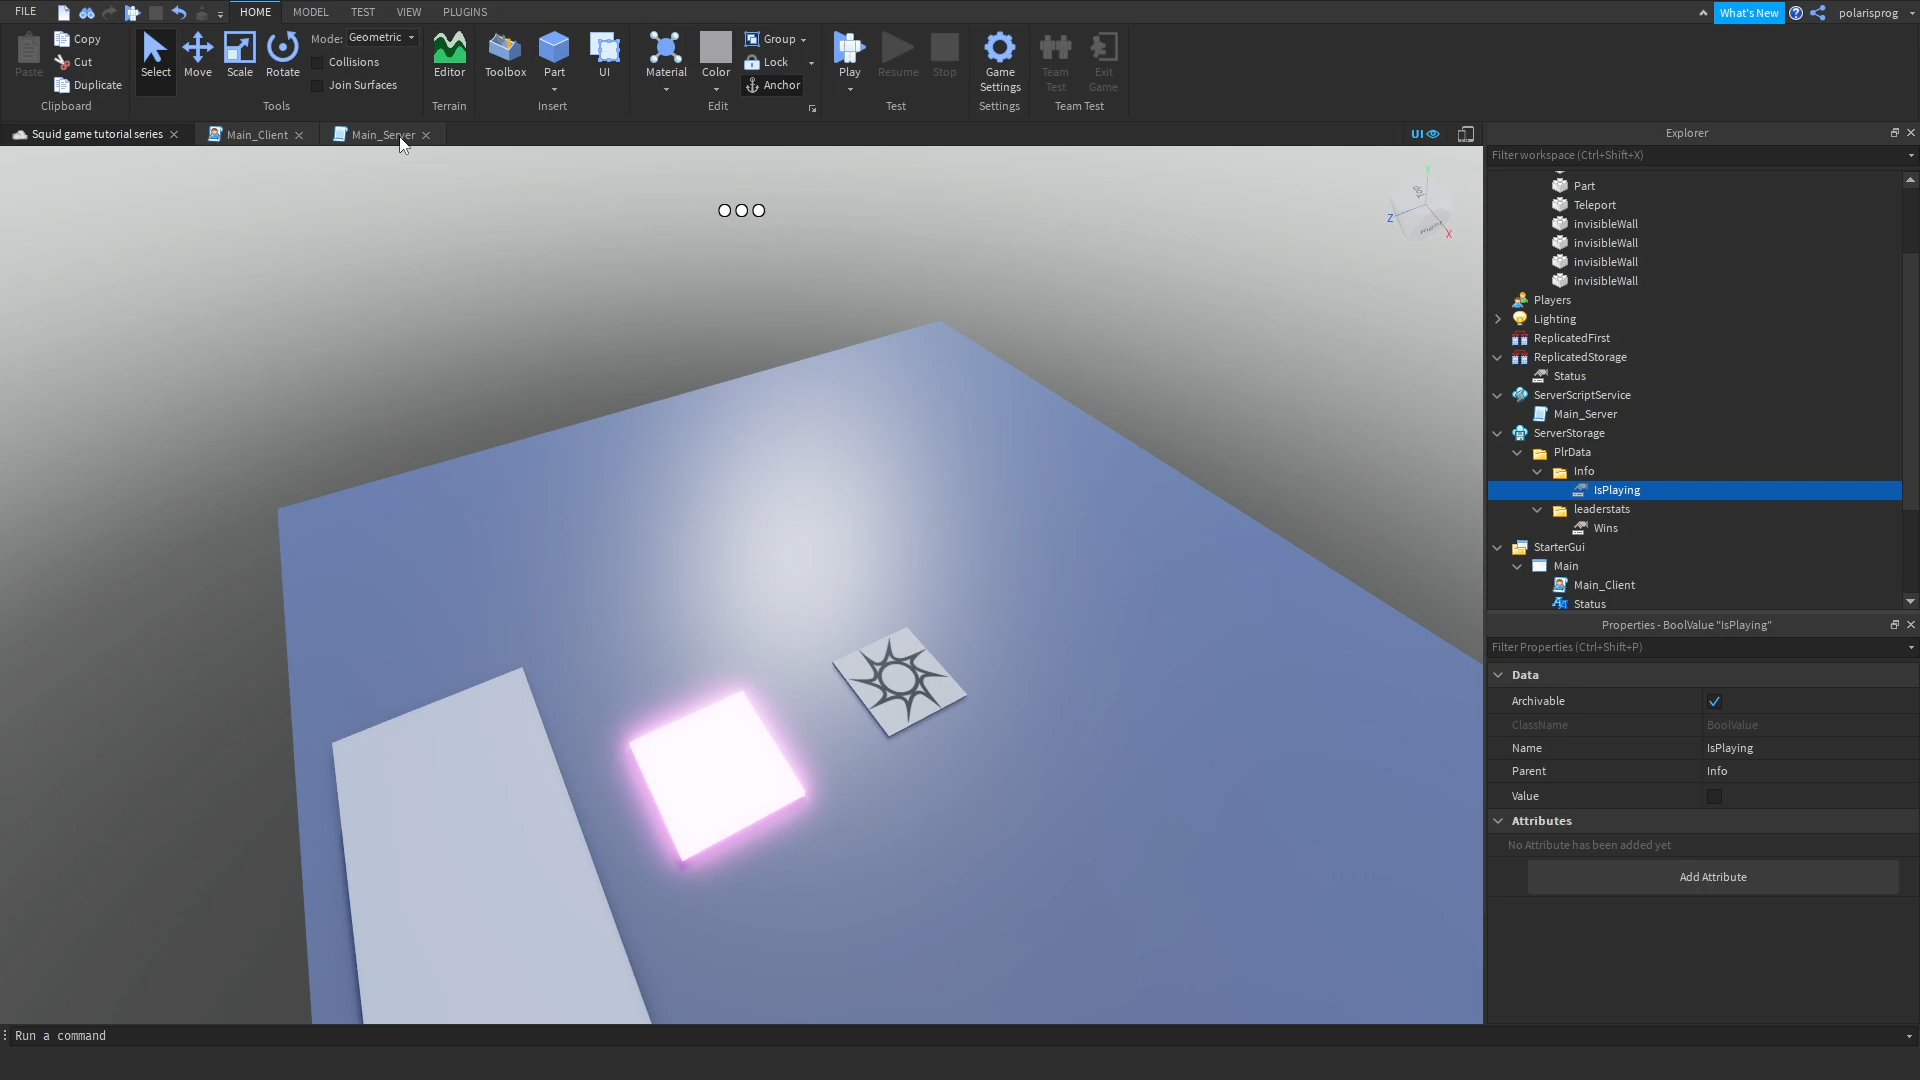 FILE HOME MODEL TEST VIEW PLUGINS What's New polarisprog
Paste Copy Cut Duplicate Clipboard
Select Move Scale Rotate Mode: Geometric Collisions Join Surfaces Tools
Editor Terrain
Toolbox Part UI Insert
Material Color Group Lock Anchor Edit
Play Resume Stop Test
Game Settings Settings
Team Test Exit Game Team Test
Squid game tutorial series Main_Client Main_Server UI
Explorer
Filter workspace (Ctrl+Shift+X)
Part
Teleport
invisibleWall
invisibleWall
invisibleWall
invisibleWall
Players
Lighting
ReplicatedFirst
ReplicatedStorage
Status
ServerScriptService
Main_Server
ServerStorage
PlrData
Info
IsPlaying
leaderstats
Wins
StarterGui
Main
Main_Client
Status
Y
Z
X
Properties - BoolValue "IsPlaying"
Filter Properties (Ctrl+Shift+P)
Data
Archivable
ClassName BoolValue
Name IsPlaying
Parent Info
Value
Attributes
No Attribute has been added yet
Add Attribute
Run a command